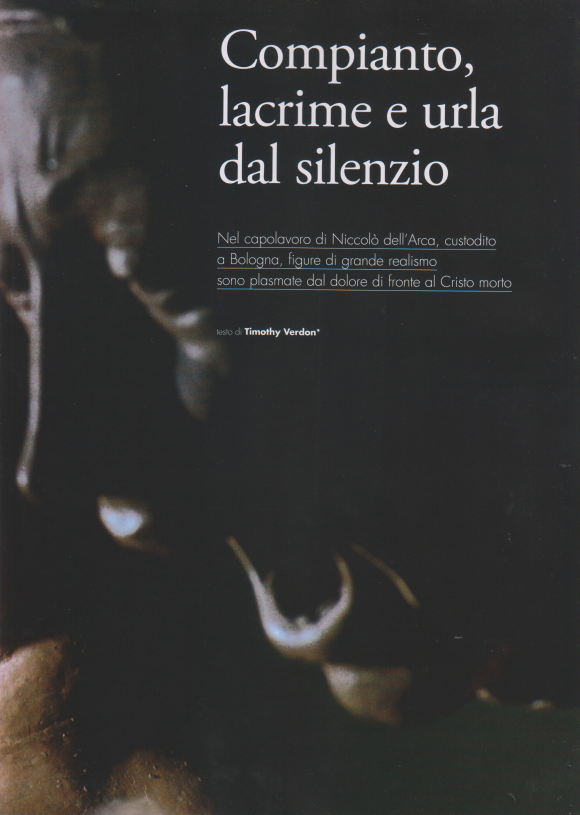 Compianto,
lacrime e urla
dal silenzio
Nel capolavoro di Niccolò dell'Arca, custodito
a Bologna, figure di grande realismo
sono plasmate dal dolore di fronte al Cristo morto
testo di Timothy Verdon*